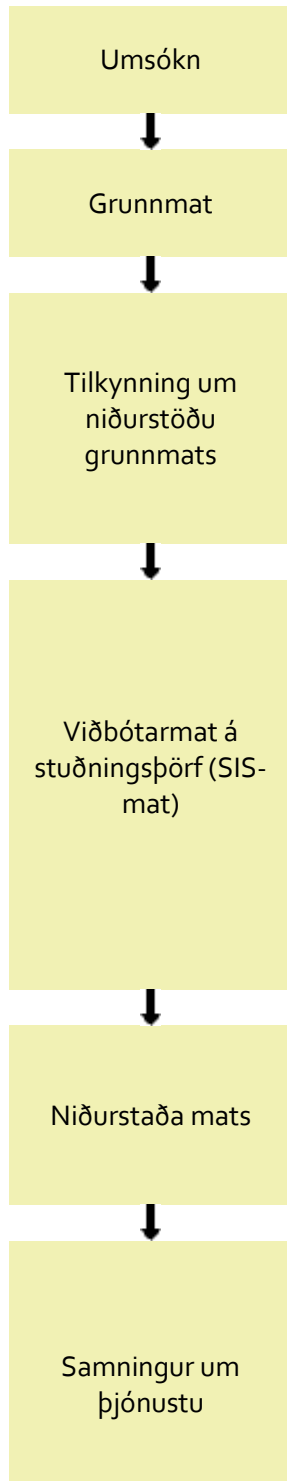 Umsókn
Grunnmat
Tilkynning um
niðurstöðu
grunnmats
Viðbótarmat á
stuðningsþörf (SIS-
mat)
Niðurstaða mats
Samningur um
þjónustu